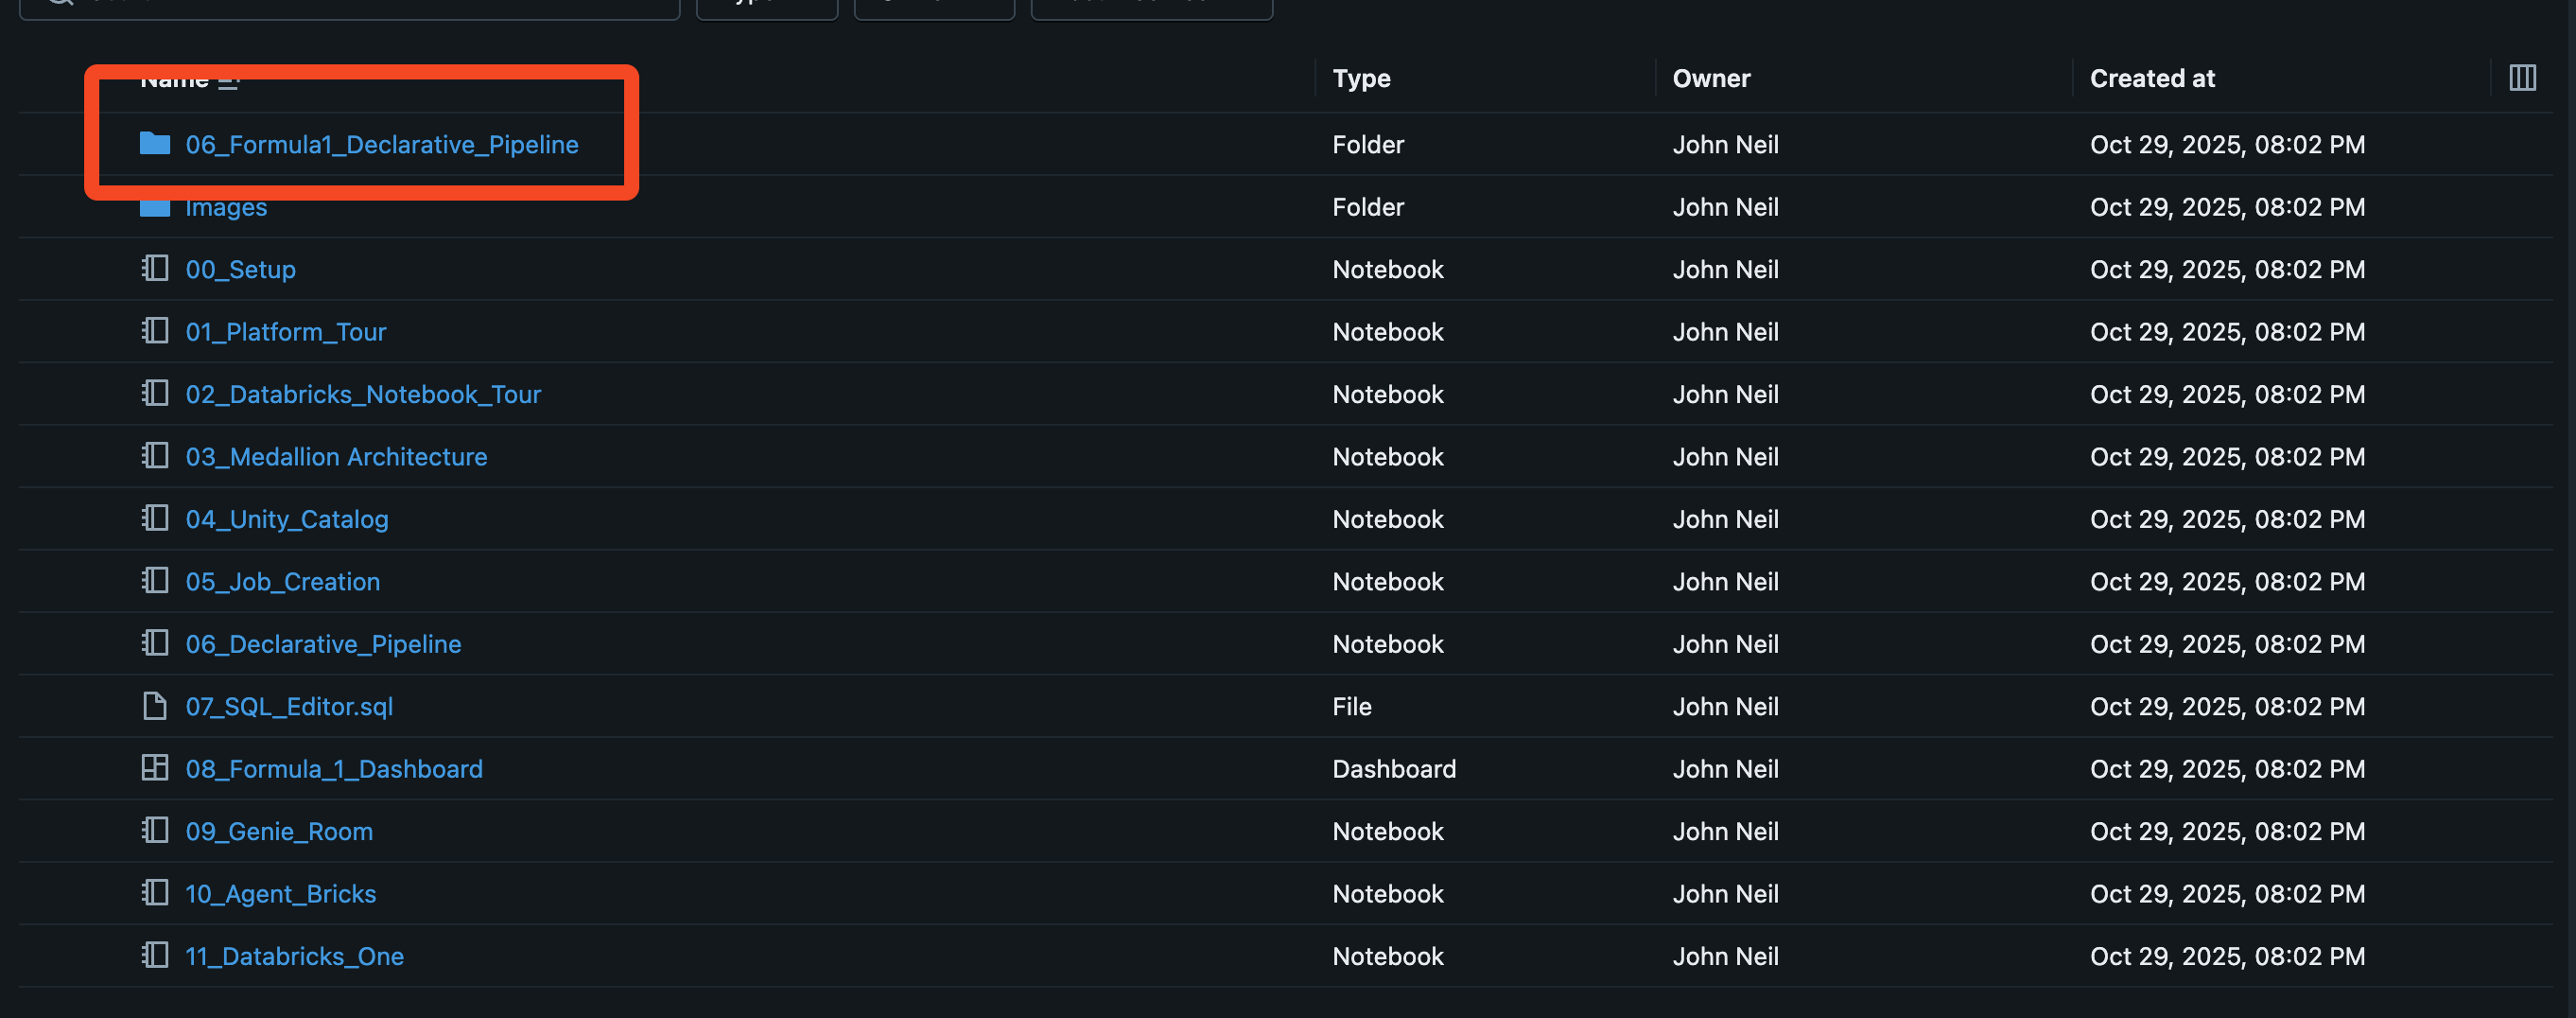 Name Type Owner Created at
06_Formula1_Declarative_Pipeline Folder John Neil Oct 29, 2025, 08:02 PM
Images Folder John Neil Oct 29, 2025, 08:02 PM
00_Setup Notebook John Neil Oct 29, 2025, 08:02 PM
01_Platform_Tour Notebook John Neil Oct 29, 2025, 08:02 PM
02_Databricks_Notebook_Tour Notebook John Neil Oct 29, 2025, 08:02 PM
03_Medallion Architecture Notebook John Neil Oct 29, 2025, 08:02 PM
04_Unity_Catalog Notebook John Neil Oct 29, 2025, 08:02 PM
05_Job_Creation Notebook John Neil Oct 29, 2025, 08:02 PM
06_Declarative_Pipeline Notebook John Neil Oct 29, 2025, 08:02 PM
07_SQL_Editor.sql File John Neil Oct 29, 2025, 08:02 PM
08_Formula_1_Dashboard Dashboard John Neil Oct 29, 2025, 08:02 PM
09_Genie_Room Notebook John Neil Oct 29, 2025, 08:02 PM
10_Agent_Bricks Notebook John Neil Oct 29, 2025, 08:02 PM
11_Databricks_One Notebook John Neil Oct 29, 2025, 08:02 PM